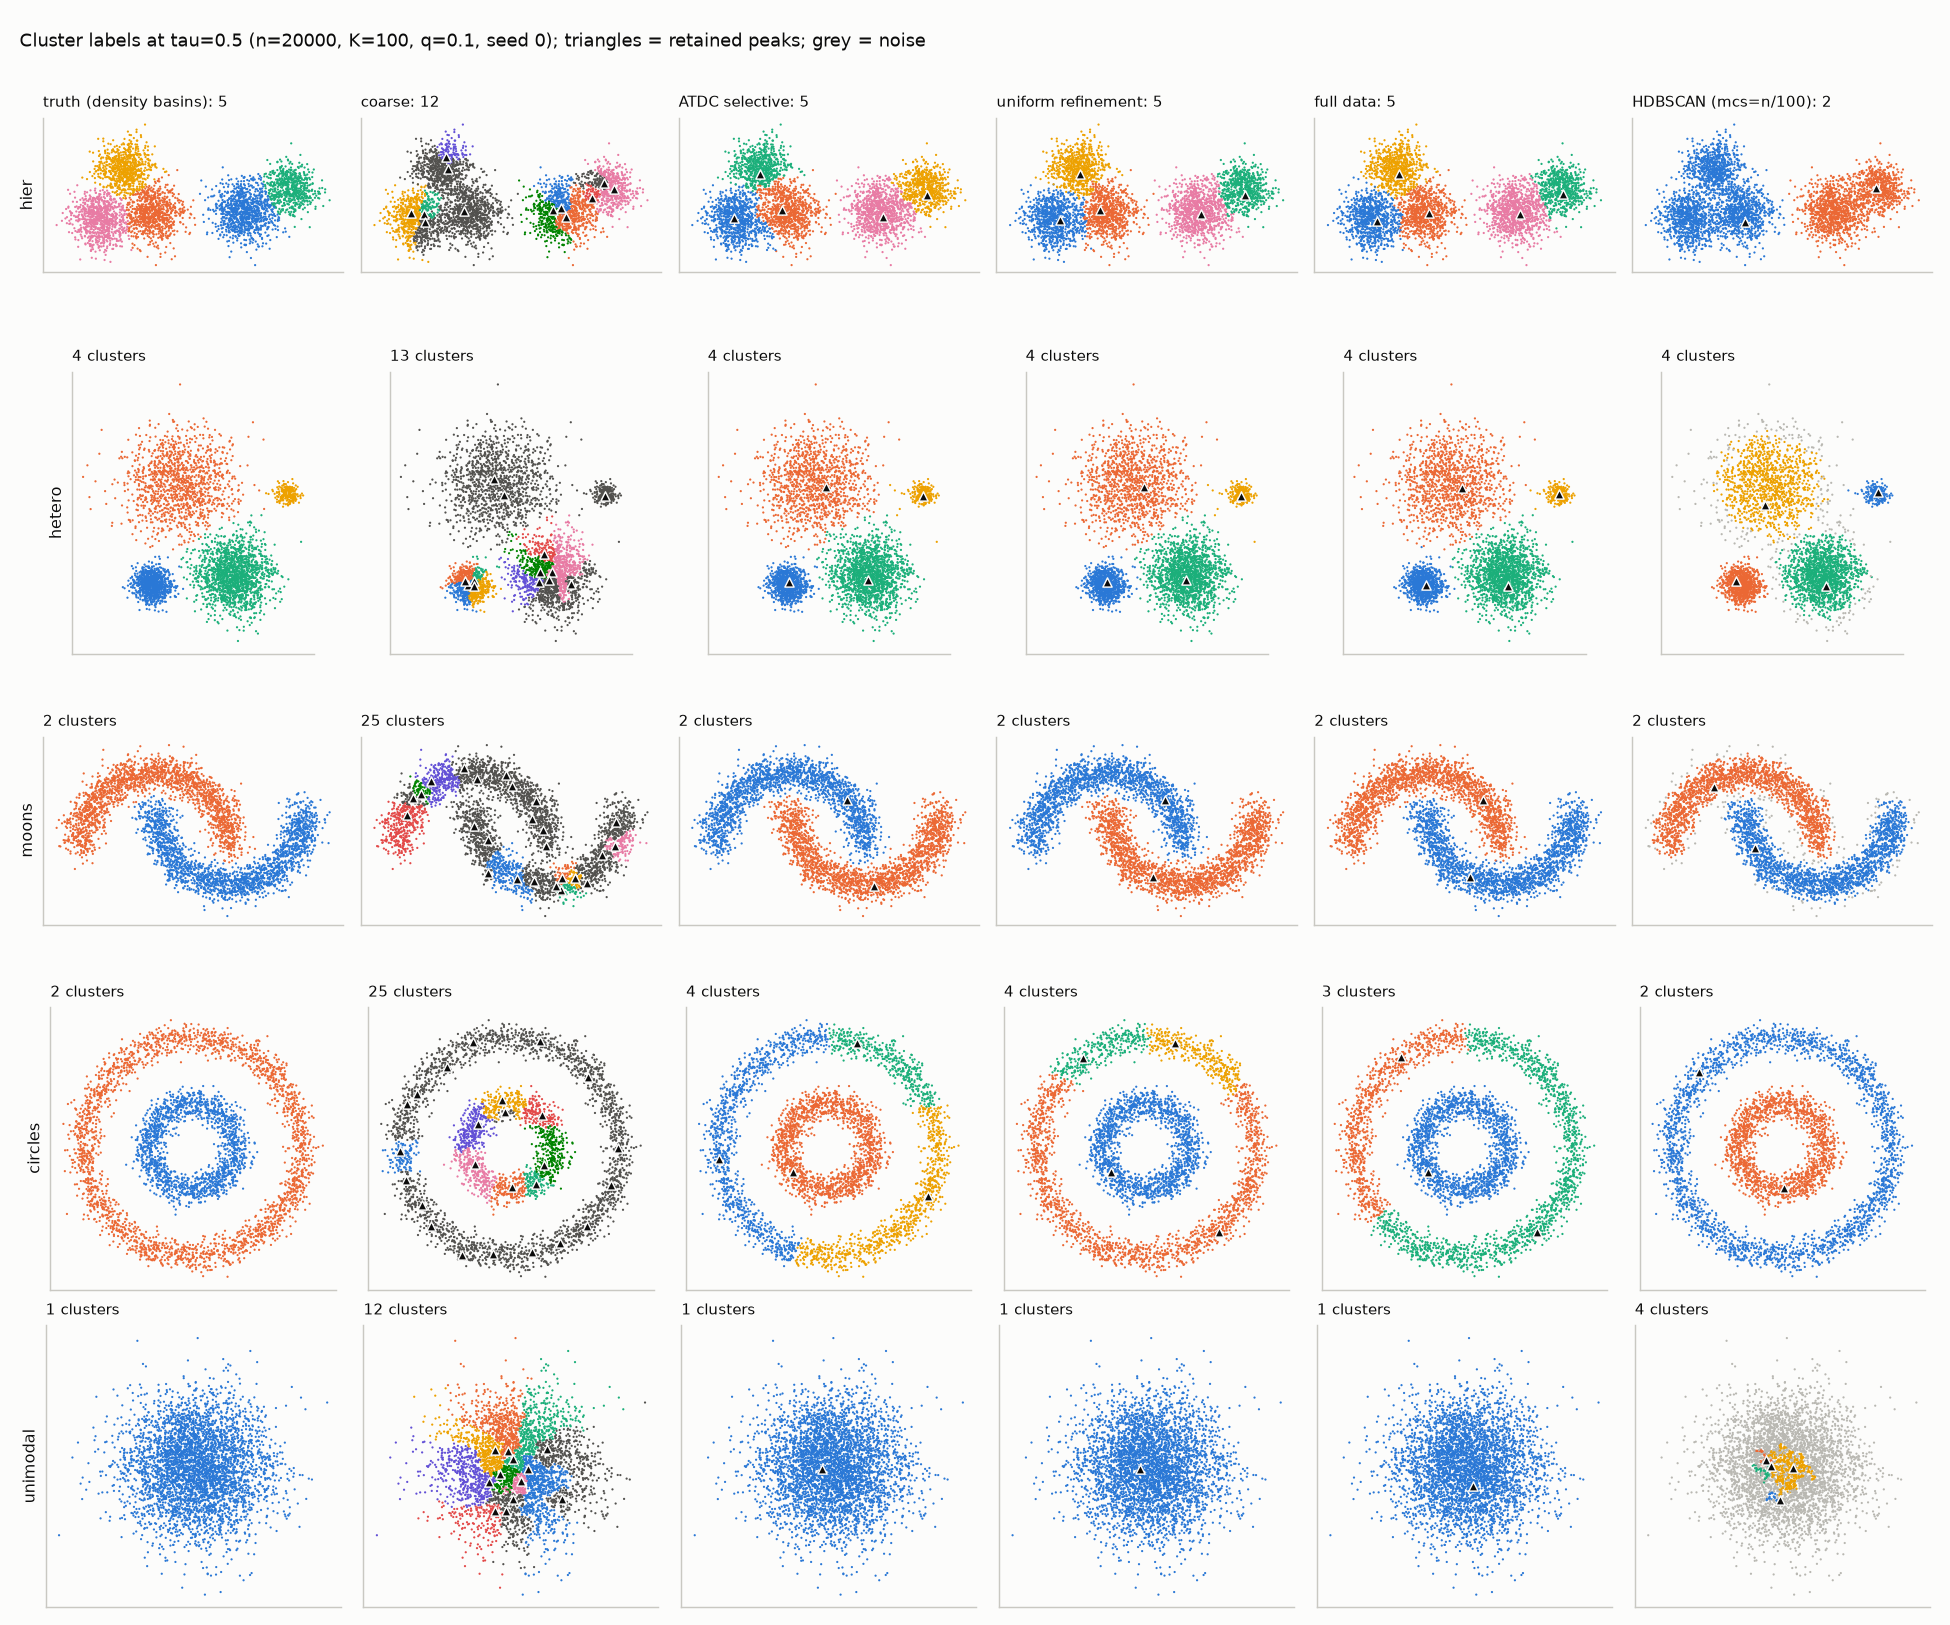 Cluster labels at tau=0.5 (n=20000, K=100, q=0.1, seed 0); triangles = retained peaks; grey = noise
truth (density basins): 5
coarse: 12
ATDC selective: 5
uniform refinement: 5
full data: 5
HDBSCAN (mcs=n/100): 2
hier
4 clusters
13 clusters
4 clusters
4 clusters
4 clusters
4 clusters
hetero
2 clusters
25 clusters
2 clusters
2 clusters
2 clusters
2 clusters
moons
2 clusters
25 clusters
4 clusters
4 clusters
3 clusters
2 clusters
circles
1 clusters
12 clusters
1 clusters
1 clusters
1 clusters
4 clusters
unimodal